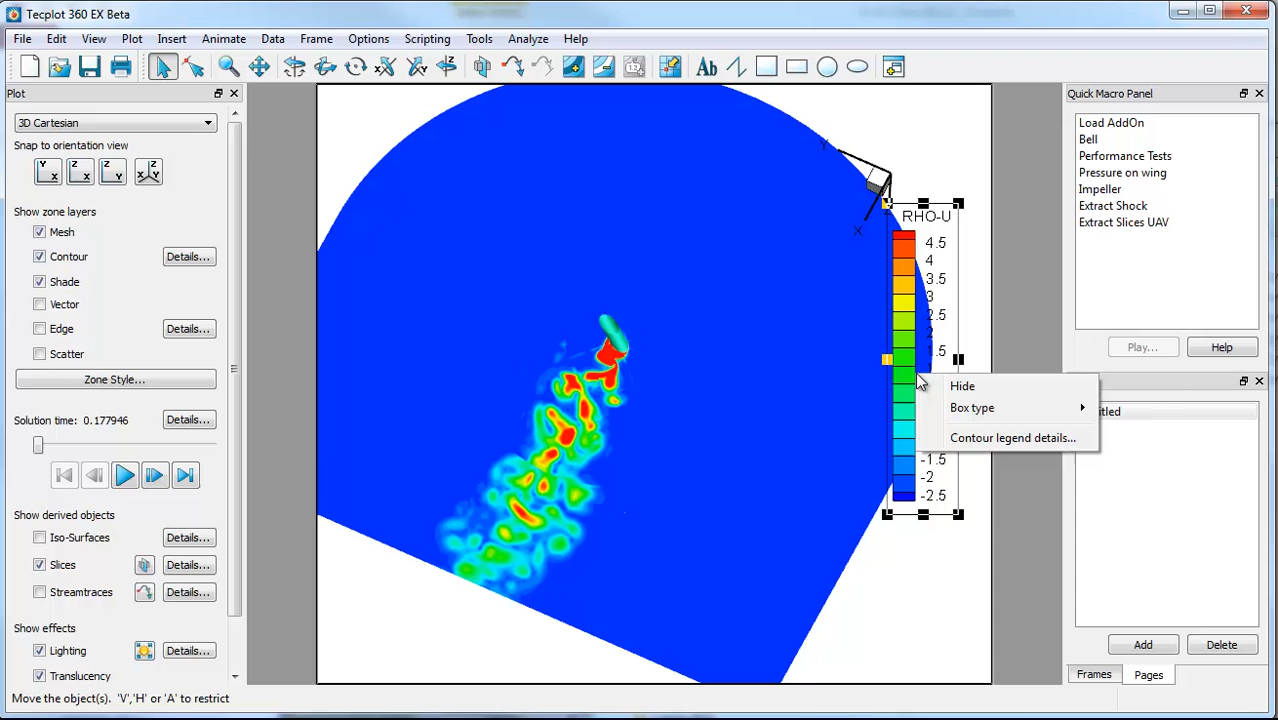 Tecplot 360 EX Beta
File Edit View Plot Insert Animate Data Frame Options Scripting Tools Analyze Help
Plot
3D Cartesian
Snap to orientation view
Y X
Z X
Z Y
Z X Y
Show zone layers
Mesh
Contour Details...
Shade
Vector
Edge Details...
Scatter
Zone Style...
Solution time: 0.177946 Details...
Show derived objects
Iso-Surfaces Details...
Slices Details...
Streamtraces Details...
Show effects
Lighting Details...
Translucency
Move the object(s). 'V','H' or 'A' to restrict
Y
X
RHO-U
4.5
4
3.5
3
2.5
2
1.5
-1.5
-2
-2.5
Hide
Box type
Contour legend details...
Quick Macro Panel
Load AddOn
Bell
Performance Tests
Pressure on wing
Impeller
Extract Shock
Extract Slices UAV
Play... Help
titled
Add Delete
Frames Pages